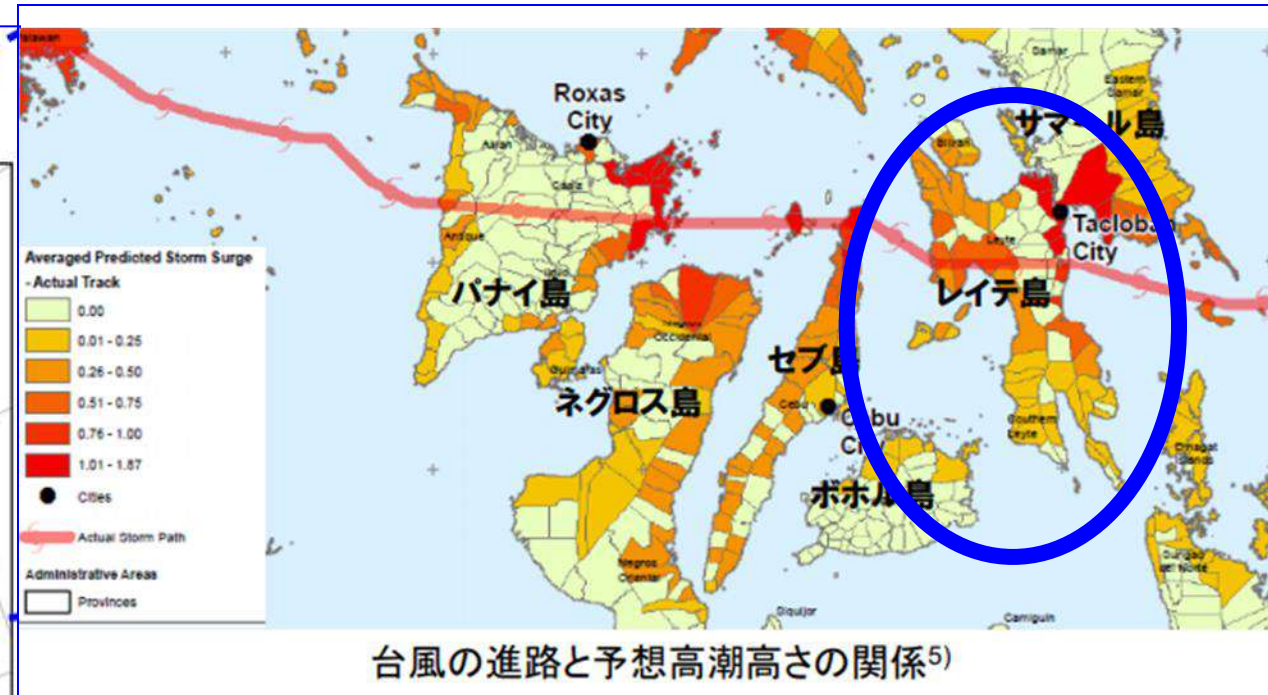 Roxas
City
Samar
Eastern
Samar
サマール島
Biliran
Aklan
Capiz
Tacloban
City
Leyte
Antique
Averaged Predicted Storm Surge
- Actual Track
0.00
0.01 - 0.25
0.26 - 0.50
0.51 - 0.75
0.76 - 1.00
1.01 - 1.87
Cities
Actual Storm Path
Administrative Areas
Provinces
Iloilo
パナイ島
レイテ島
Occidental
セブ島
Guimaras
ネグロス島
Cebu
Cebu
City
Southern
Leyte
Dinagat
Islands
ボホル島
Negros
Oriental
Surigao
del Norte
Siquijor
Camiguin
台風の進路と予想高潮高さの関係5)